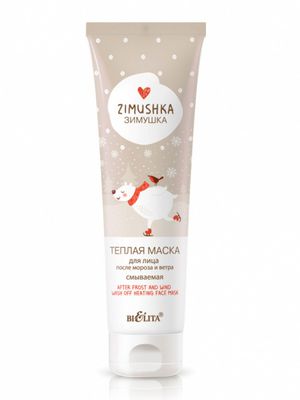 ZIMUSHKA
ЗИМУШКА
ТЕПЛАЯ МАСКА
для лица
после мороза и ветра
смываемая
AFTER FROST AND WIND
WASH OFF HEATING FACE MASK
BIELITA®